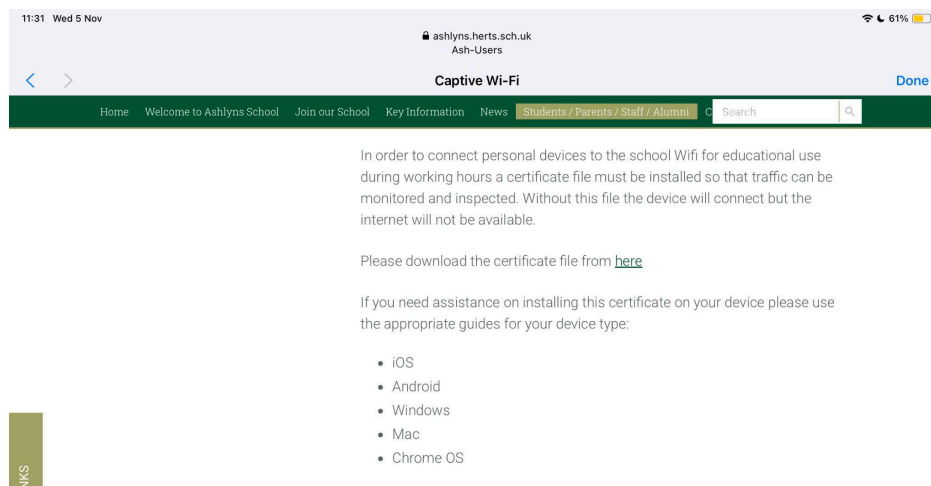 11:31 Wed 5 Nov
61%
ashlyns.herts.sch.uk
Ash-Users
Captive Wi-Fi
Done
Home Welcome to Ashlyns School Join our School Key Information News Students / Parents / Staff / Alumni C Search
In order to connect personal devices to the school Wifi for educational use
during working hours a certificate file must be installed so that traffic can be
monitored and inspected. Without this file the device will connect but the
internet will not be available.
Please download the certificate file from here
If you need assistance on installing this certificate on your device please use
the appropriate guides for your device type:
• iOS
• Android
• Windows
• Mac
• Chrome OS
NKS